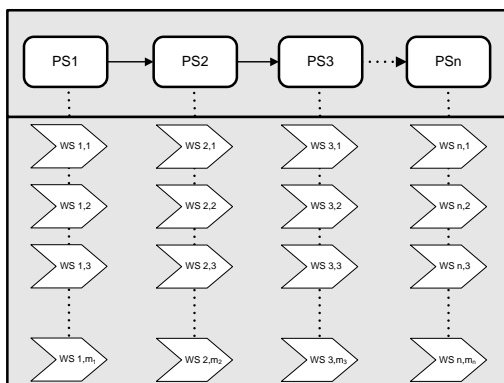 PS1 PS2 PS3 PSn
WS 1,1 WS 2,1 WS 3,1 WS n,1
WS 1,2 WS 2,2 WS 3,2 WS n,2
WS 1,3 WS 2,3 WS 3,3 WS n,3
WS 1,m₁ WS 2,m₂ WS 3,m₃ WS n,mₙ